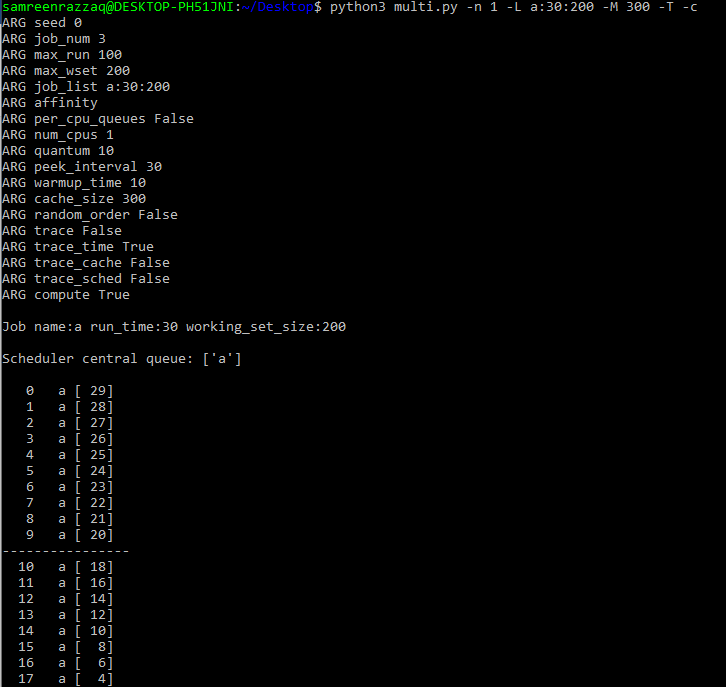 samreenrazzaq@DESKTOP-PH51JNI:~/Desktop$ python3 multi.py -n 1 -L a:30:200 -M 300 -T -c
ARG seed 0
ARG job_num 3
ARG max_run 100
ARG max_wset 200
ARG job_list a:30:200
ARG affinity
ARG per_cpu_queues False
ARG num_cpus 1
ARG quantum 10
ARG peek_interval 30
ARG warmup_time 10
ARG cache_size 300
ARG random_order False
ARG trace False
ARG trace_time True
ARG trace_cache False
ARG trace_sched False
ARG compute True

Job name:a run_time:30 working_set_size:200

Scheduler central queue: ['a']

   0   a [ 29]
   1   a [ 28]
   2   a [ 27]
   3   a [ 26]
   4   a [ 25]
   5   a [ 24]
   6   a [ 23]
   7   a [ 22]
   8   a [ 21]
   9   a [ 20]
----------------
  10   a [ 18]
  11   a [ 16]
  12   a [ 14]
  13   a [ 12]
  14   a [ 10]
  15   a [  8]
  16   a [  6]
  17   a [  4]